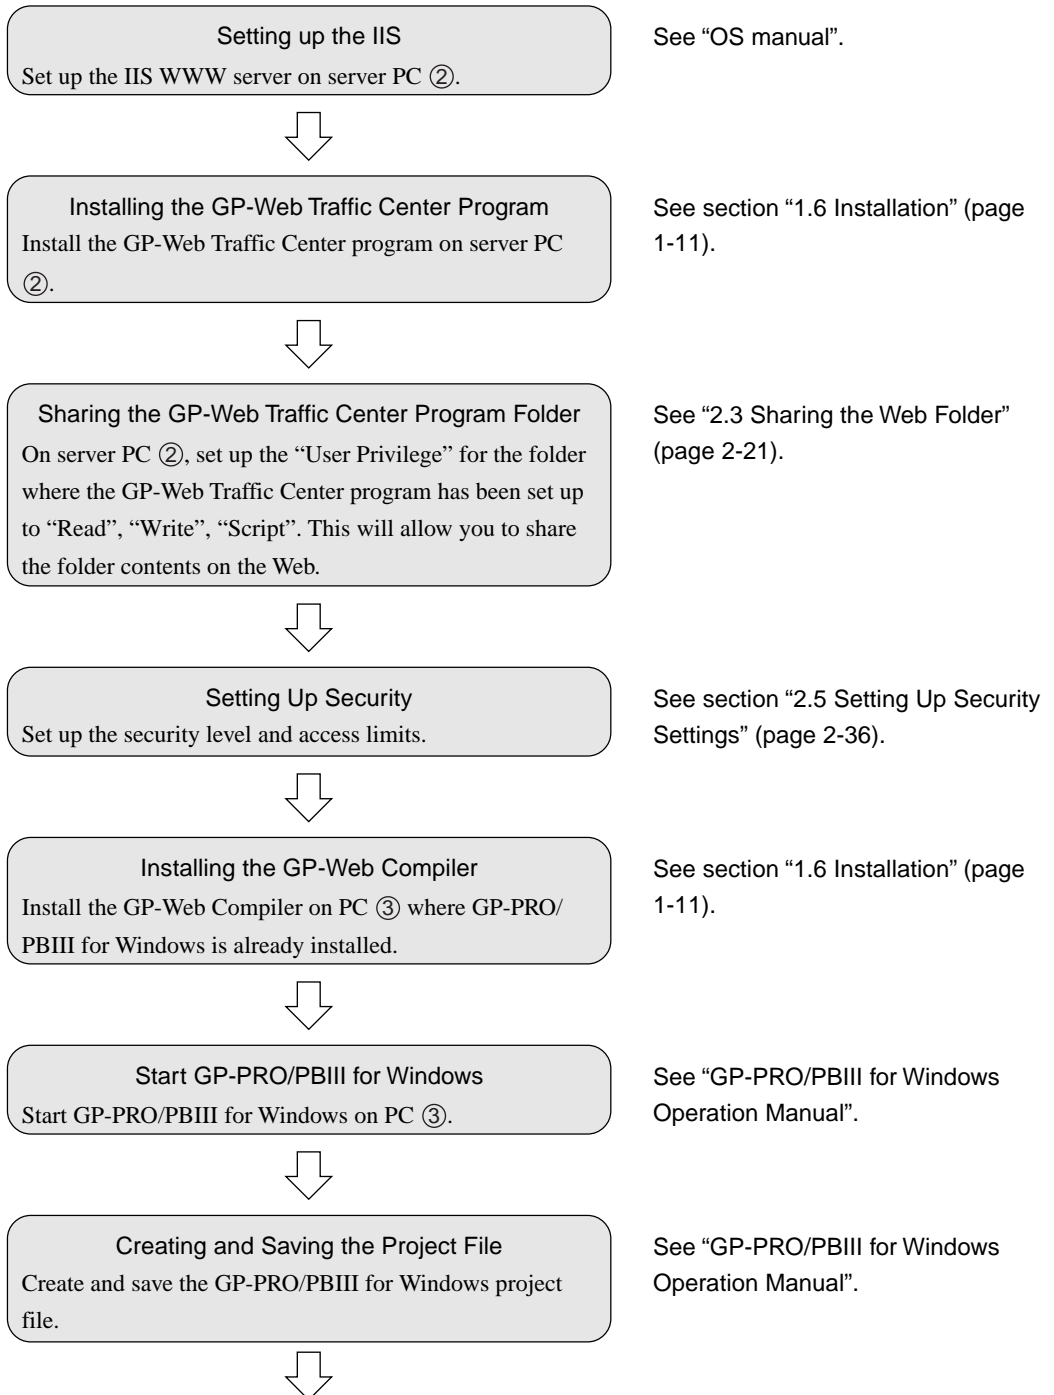 Setting up the IIS
Set up the IIS WWW server on server PC ②.
See “OS manual”.
Installing the GP-Web Traffic Center Program
Install the GP-Web Traffic Center program on server PC
②.
See section “1.6 Installation” (page
1-11).
Sharing the GP-Web Traffic Center Program Folder
On server PC ②, set up the “User Privilege” for the folder
where the GP-Web Traffic Center program has been set up
to “Read”, “Write”, “Script”. This will allow you to share
the folder contents on the Web.
See “2.3 Sharing the Web Folder”
(page 2-21).
Setting Up Security
Set up the security level and access limits.
See section “2.5 Setting Up Security
Settings” (page 2-36).
Installing the GP-Web Compiler
Install the GP-Web Compiler on PC ③ where GP-PRO/
PBIII for Windows is already installed.
See section “1.6 Installation” (page
1-11).
Start GP-PRO/PBIII for Windows
Start GP-PRO/PBIII for Windows on PC ③.
See “GP-PRO/PBIII for Windows
Operation Manual”.
Creating and Saving the Project File
Create and save the GP-PRO/PBIII for Windows project
file.
See “GP-PRO/PBIII for Windows
Operation Manual”.